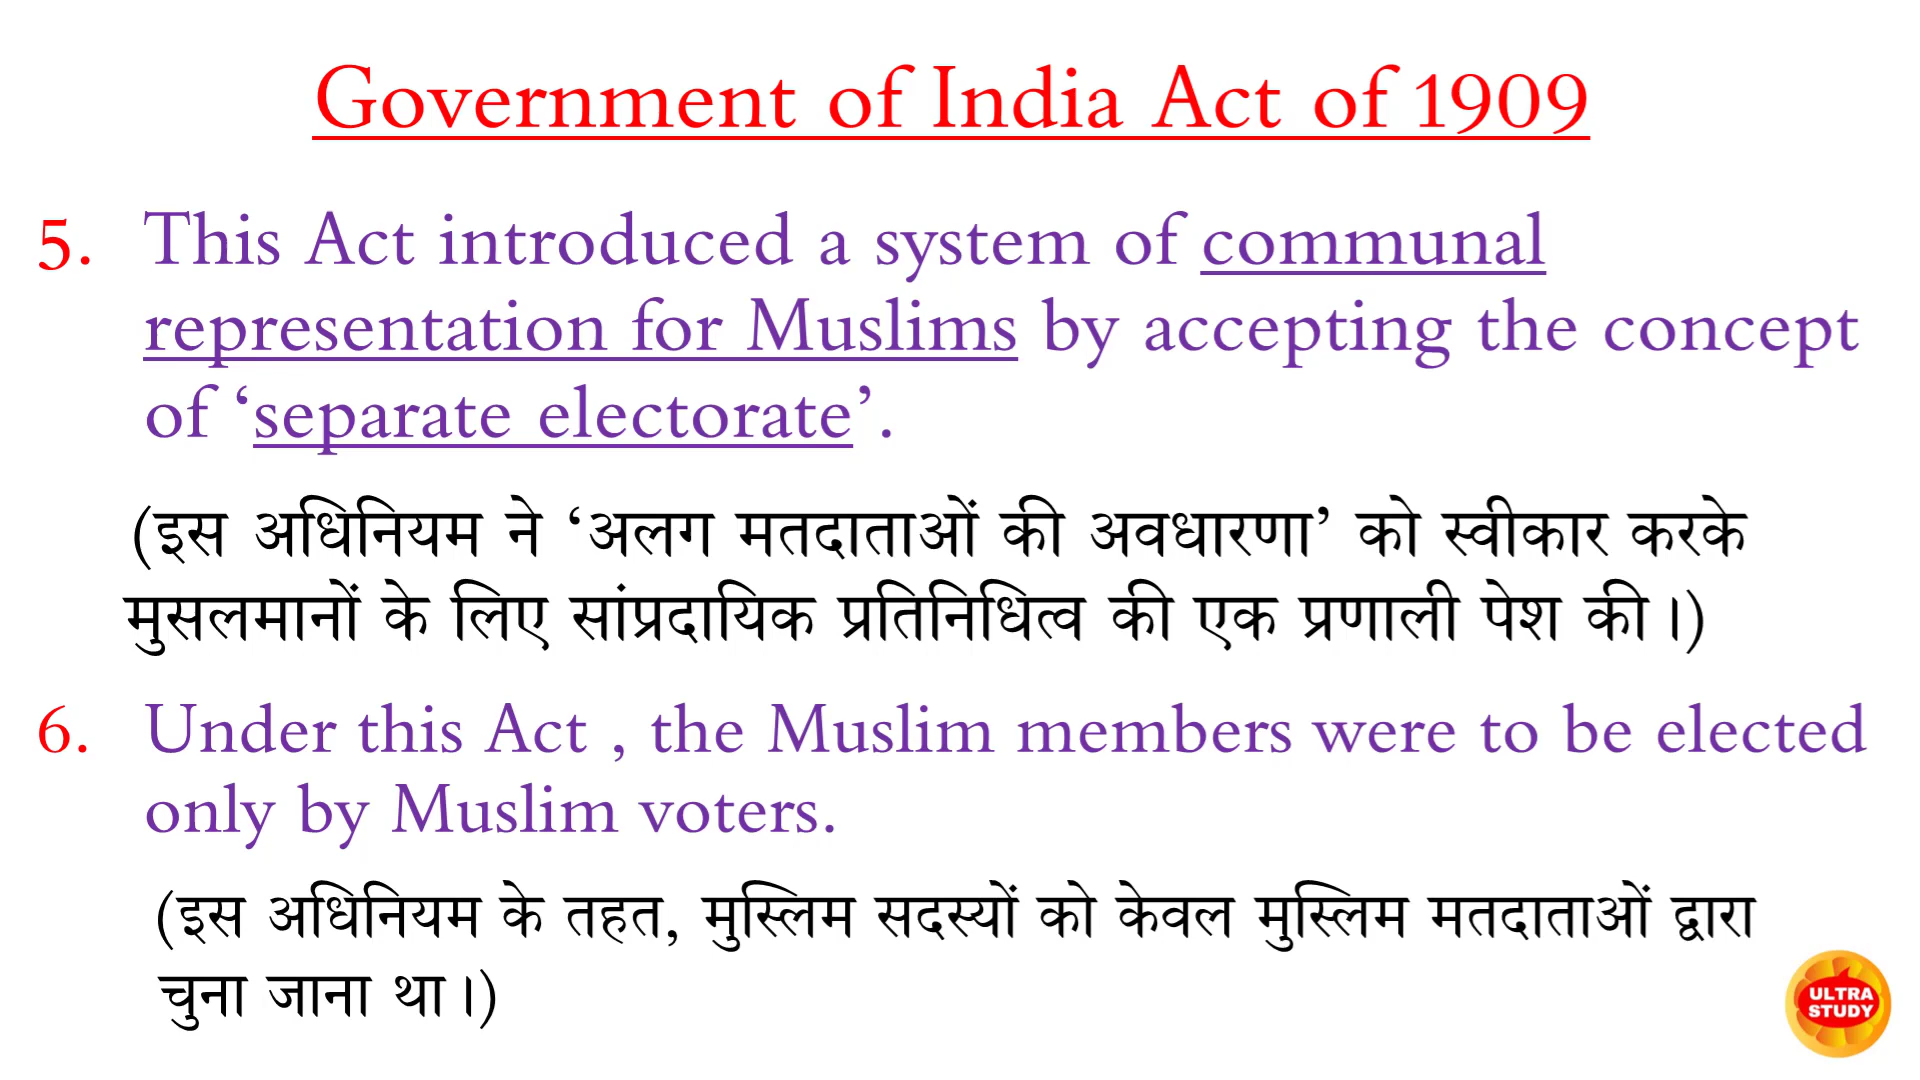 Government of India Act of 1909
5. This Act introduced a system of communal
representation for Muslims by accepting the concept
of ‘separate electorate’.
(इस अधिनियम ने ‘अलग मतदाताओं की अवधारणा’ को स्वीकार करके
मुसलमानों के लिए सांप्रदायिक प्रतिनिधित्व की एक प्रणाली पेश की।)
6. Under this Act , the Muslim members were to be elected
only by Muslim voters.
(इस अधिनियम के तहत, मुस्लिम सदस्यों को केवल मुस्लिम मतदाताओं द्वारा
चुना जाना था।)
ULTRA
STUDY